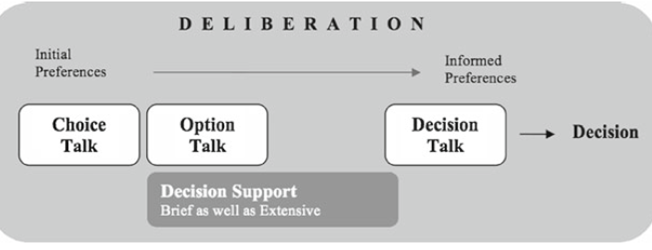 DELIBERATION
Initial
Preferences
Informed
Preferences
Choice
Talk
Option
Talk
Decision
Talk
Decision
Decision Support
Brief as well as Extensive